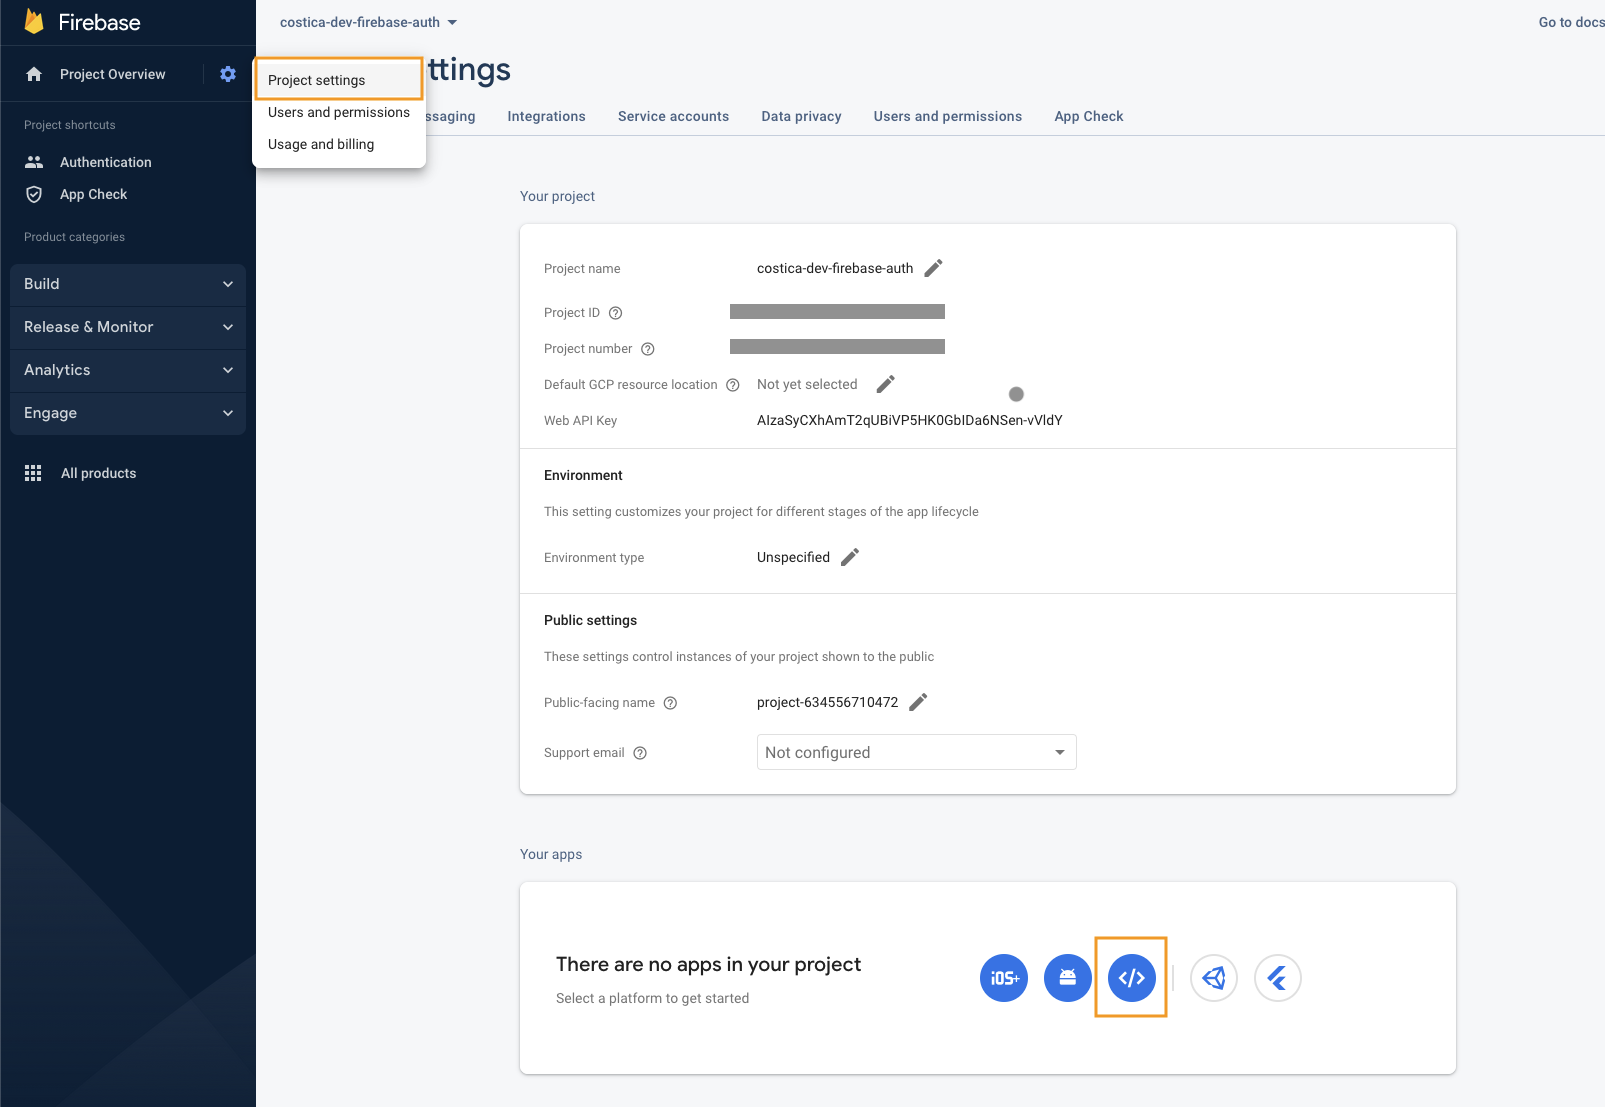 Firebase
costica-dev-firebase-auth
Go to docs
Project Overview
Project settings
Users and permissions
Usage and billing
ttings
ssaging
Integrations
Service accounts
Data privacy
Users and permissions
App Check
Project shortcuts
Authentication
App Check
Product categories
Build
Release & Monitor
Analytics
Engage
All products
Your project
Project name
costica-dev-firebase-auth
Project ID
Project number
Default GCP resource location
Not yet selected
Web API Key
AIzaSyCXhAmT2qUBiVP5HK0GbIDa6NSen-vVldY
Environment
This setting customizes your project for different stages of the app lifecycle
Environment type
Unspecified
Public settings
These settings control instances of your project shown to the public
Public-facing name
project-634556710472
Support email
Not configured
Your apps
There are no apps in your project
Select a platform to get started
iOS+